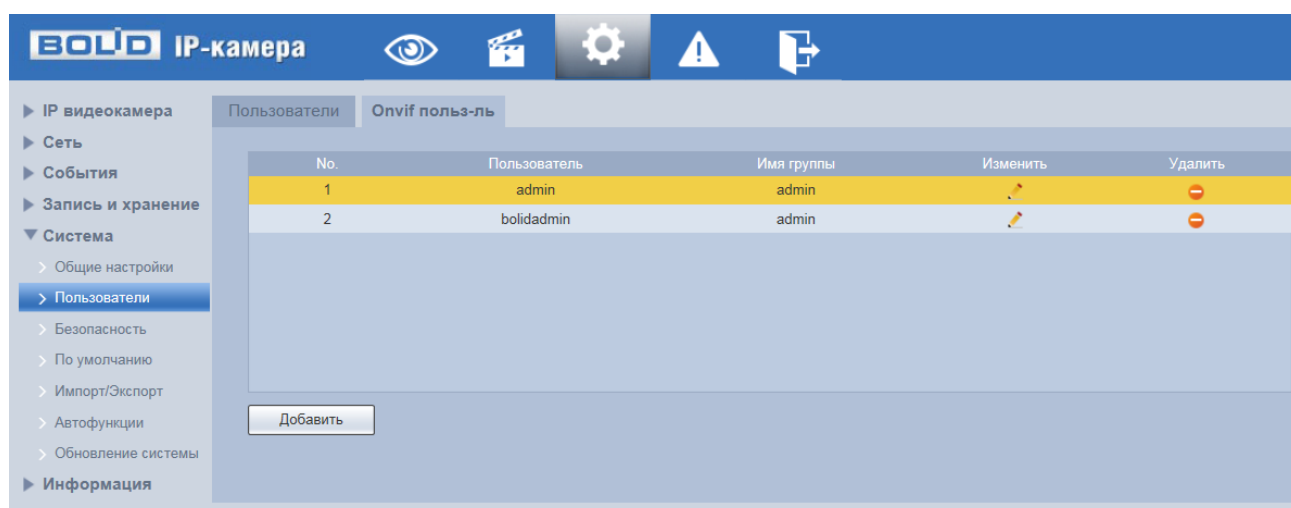 BOLID IP-камера
IP видеокамера
Сеть
События
Запись и хранение
Система
Общие настройки
Пользователи
Безопасность
По умолчанию
Импорт/Экспорт
Автофункции
Обновление системы
Информация
Пользователи Onvif польз-ль
No. Пользователь Имя группы Изменить Удалить
1 admin admin
2 bolidadmin admin
Добавить